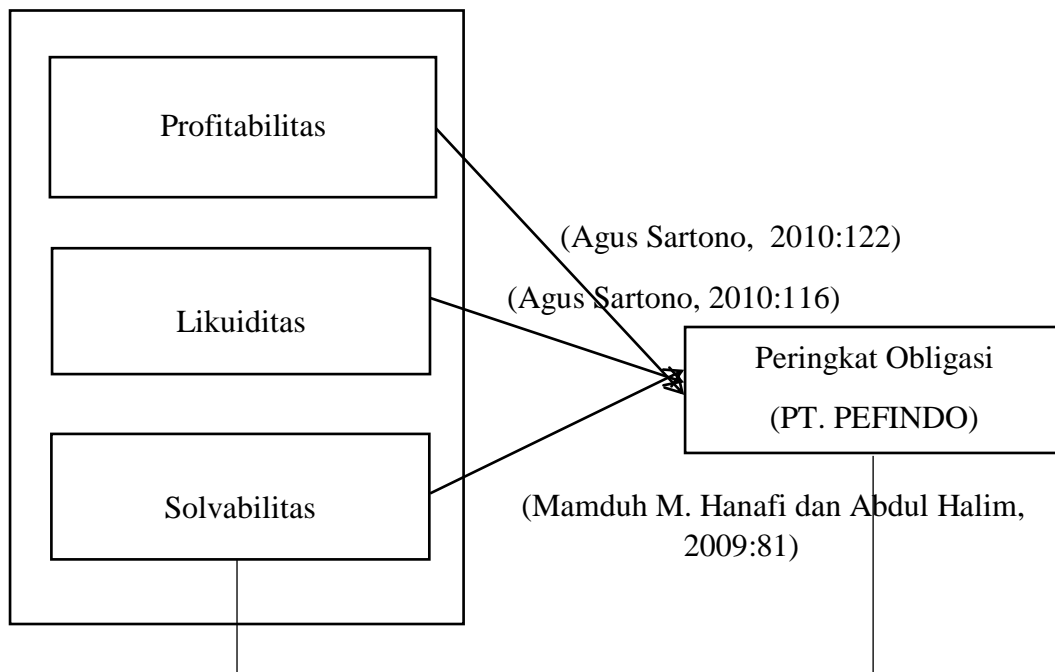 Profitabilitas
(Agus Sartono, 2010:122)
(Agus Sartono, 2010:116)
Likuiditas
Peringkat Obligasi
(PT. PEFINDO)
Solvabilitas
(Mamduh M. Hanafi dan Abdul Halim,
2009:81)